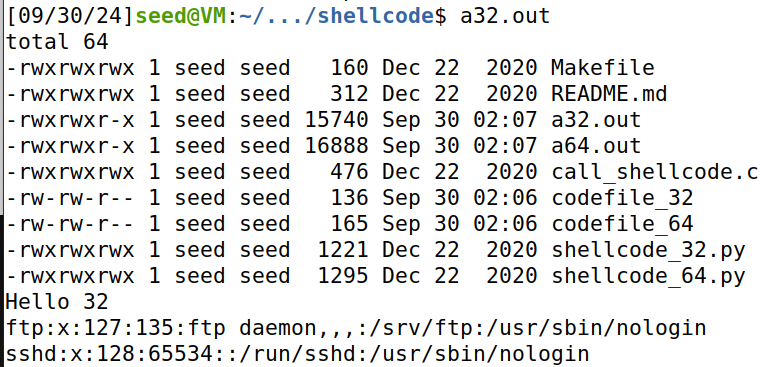 [09/30/24]seed@VM:~/.../shellcode$ a32.out
total 64
-rwxrwxrwx 1 seed seed   160 Dec 22  2020 Makefile
-rwxrwxrwx 1 seed seed   312 Dec 22  2020 README.md
-rwxrwxr-x 1 seed seed 15740 Sep 30 02:07 a32.out
-rwxrwxr-x 1 seed seed 16888 Sep 30 02:07 a64.out
-rwxrwxrwx 1 seed seed   476 Dec 22  2020 call_shellcode.c
-rw-rw-r-- 1 seed seed   136 Sep 30 02:06 codefile_32
-rw-rw-r-- 1 seed seed   165 Sep 30 02:06 codefile_64
-rwxrwxrwx 1 seed seed  1221 Dec 22  2020 shellcode_32.py
-rwxrwxrwx 1 seed seed  1295 Dec 22  2020 shellcode_64.py
Hello 32
ftp:x:127:135:ftp daemon,,,:/srv/ftp:/usr/sbin/nologin
sshd:x:128:65534::/run/sshd:/usr/sbin/nologin